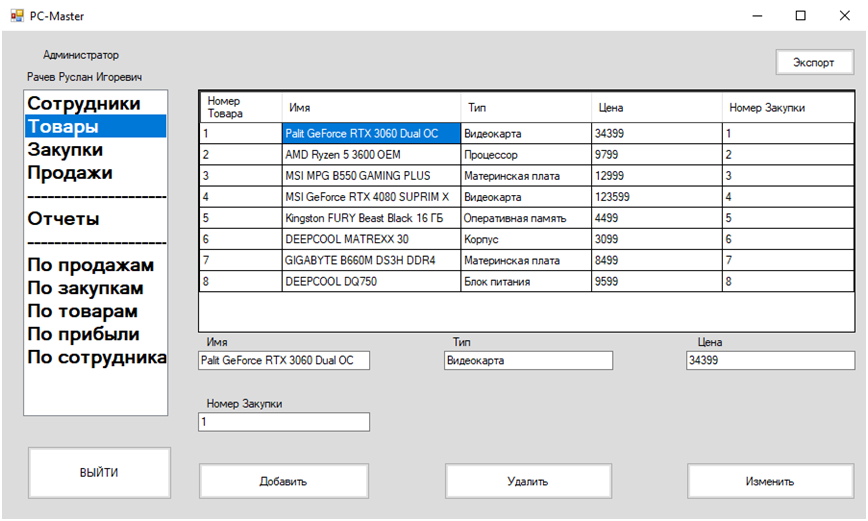 PC-Master
Администратор
Рачев Руслан Игоревич
Экспорт
Сотрудники
Товары
Закупки
Продажи
----------------------
Отчеты
----------------------
По продажам
По закупкам
По товарам
По прибыли
По сотрудника
ВЫЙТИ
Номер Товара Имя Тип Цена Номер Закупки
1 Palit GeForce RTX 3060 Dual OC Видеокарта 34399 1
2 AMD Ryzen 5 3600 OEM Процессор 9799 2
3 MSI MPG B550 GAMING PLUS Материнская плата 12999 3
4 MSI GeForce RTX 4080 SUPRIM X Видеокарта 123599 4
5 Kingston FURY Beast Black 16 ГБ Оперативная память 4499 5
6 DEEPCOOL MATREXX 30 Корпус 3099 6
7 GIGABYTE B660M DS3H DDR4 Материнская плата 8499 7
8 DEEPCOOL DQ750 Блок питания 9599 8
Имя Тип Цена
Palit GeForce RTX 3060 Dual OC Видеокарта 34399
Номер Закупки
1
Добавить Удалить Изменить